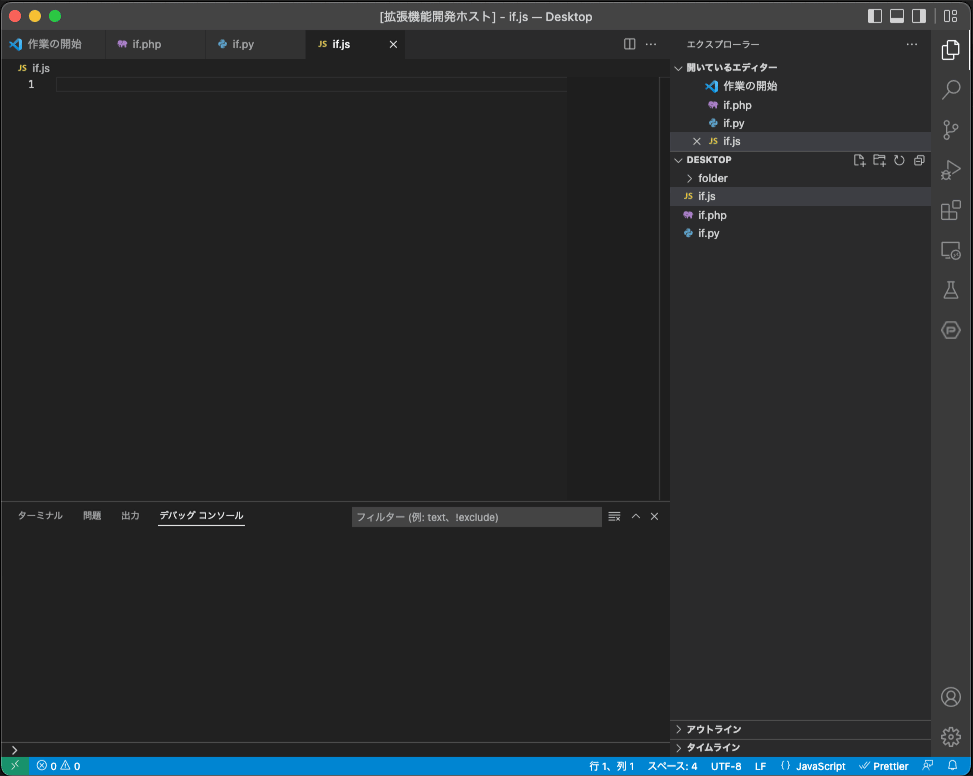 [拡張機能開発ホスト] - if.js — Desktop
作業の開始
if.php
if.py
JS if.js
JS if.js
1
エクスプローラー
開いているエディター
作業の開始
if.php
if.py
JS if.js
DESKTOP
folder
JS if.js
if.php
if.py
アウトライン
タイムライン
ターミナル 問題 出力 デバッグ コンソール
フィルター (例: text、!exclude)
0 0
行 1、列 1 スペース: 4 UTF-8 LF {} JavaScript Prettier